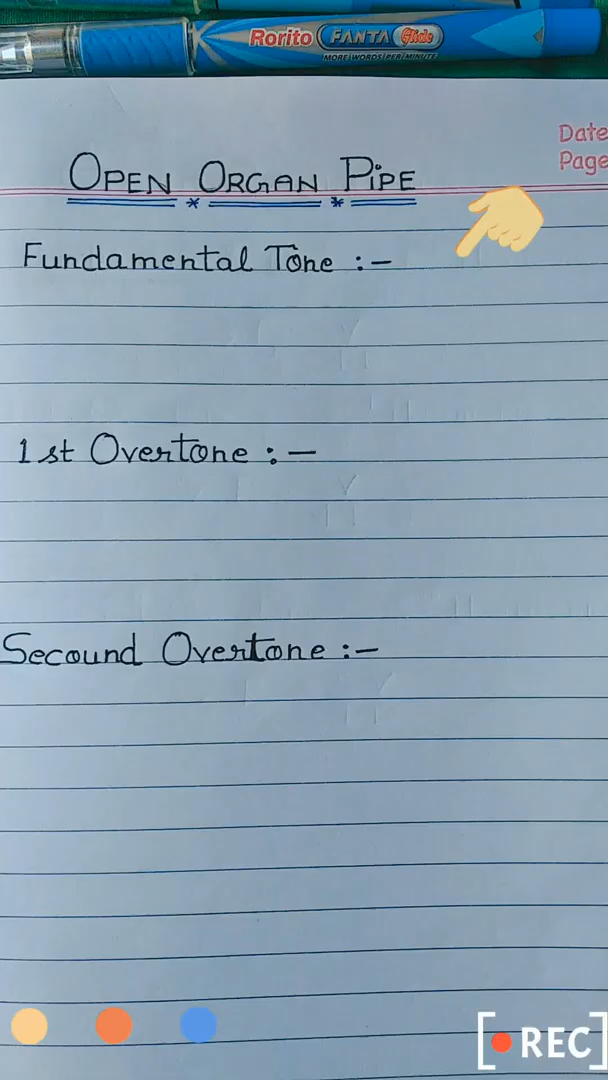 Rorito FANTA Glide
MORE WORDS PER MINUTE
Date
Page
OPEN ORGAN PIPE
Fundamental Tone :-
1st Overtone :-
Secound Overtone :-
[• REC]